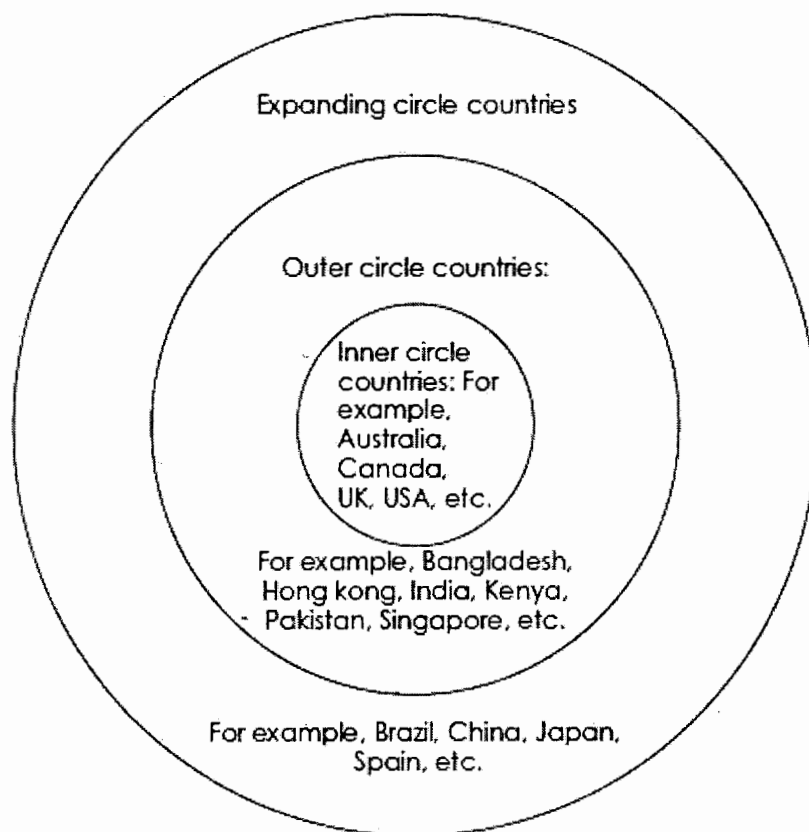 Expanding circle countries
Outer circle countries:
Inner circle
countries: For
example,
Australia,
Canada,
UK, USA, etc.
For example, Bangladesh,
Hong kong, India, Kenya,
Pakistan, Singapore, etc.
For example, Brazil, China, Japan,
Spain, etc.